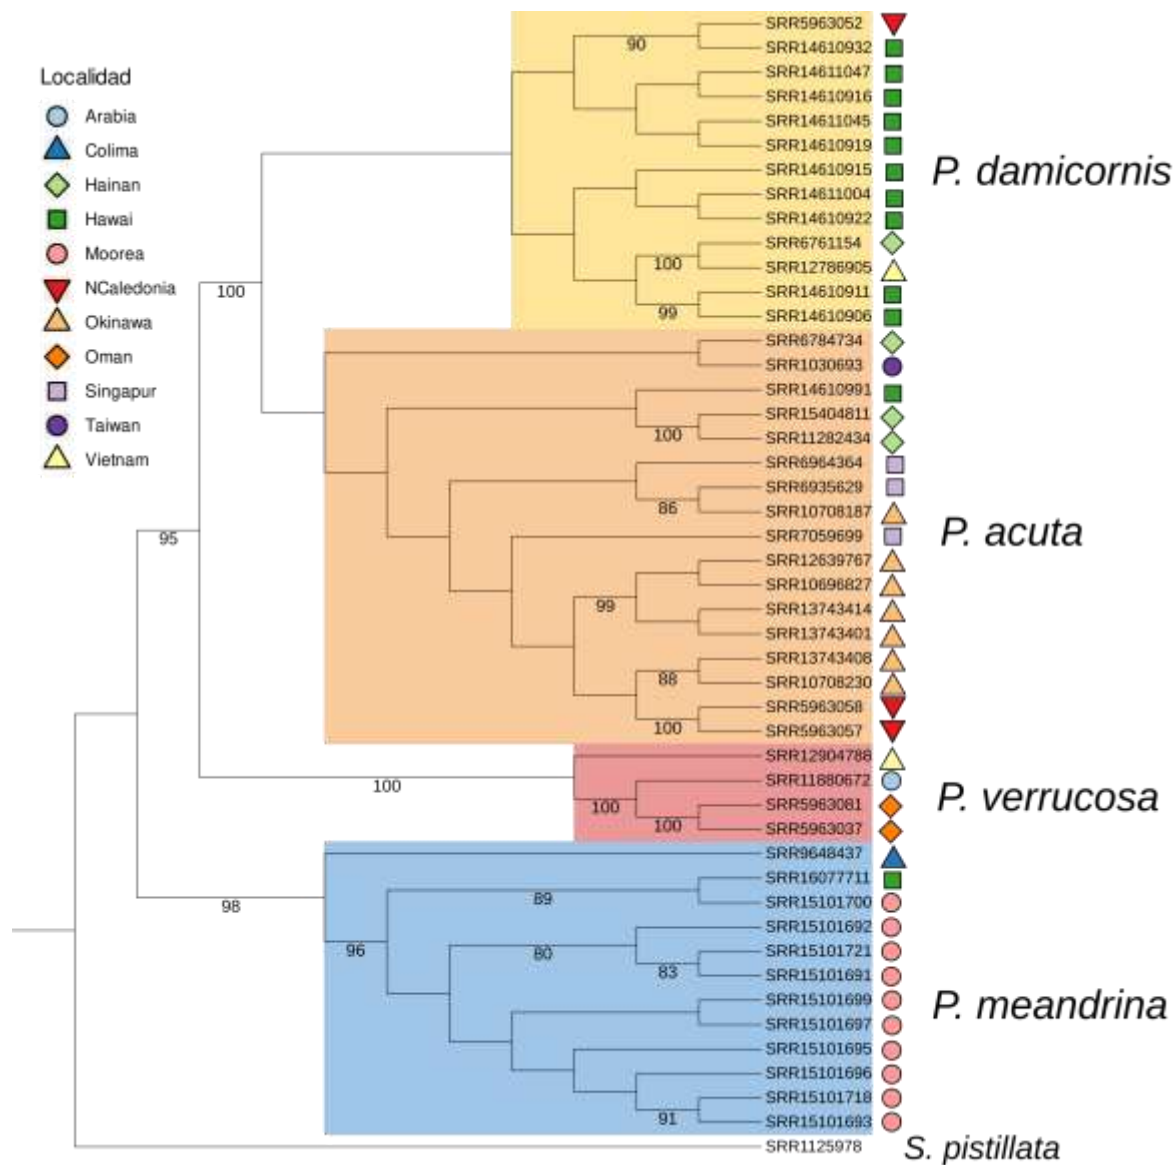 Localidad
Arabia
Colima
Hainan
Hawai
Moorea
NCaledonia
Okinawa
Oman
Singapur
Taiwan
Vietnam
SRR5963052
90
SRR14610932
SRR14611047
SRR14610916
SRR14611045
SRR14610919
SRR14610915
P. damicornis
SRR14611004
SRR14610922
SRR6761154
100
SRR12786905
100
SRR14610911
99
SRR14610906
SRR6784734
SRR1030693
SRR14610991
SRR15404811
100
SRR11282434
SRR6964364
SRR6935629
86
SRR10708187
95
SRR7059699
P. acuta
SRR12639767
SRR10696827
99
SRR13743414
SRR13743401
SRR13743408
88
SRR10708230
SRR5963058
100
SRR5963057
SRR12904788
SRR11880672
100
P. verrucosa
100
SRR5963081
100
SRR5963037
SRR9648437
SRR16077711
89
98
SRR15101700
SRR15101692
96
80
SRR15101721
83
SRR15101691
SRR15101699
P. meandrina
SRR15101697
SRR15101695
SRR15101696
SRR15101718
91
SRR15101693
SRR1125978
S. pistillata